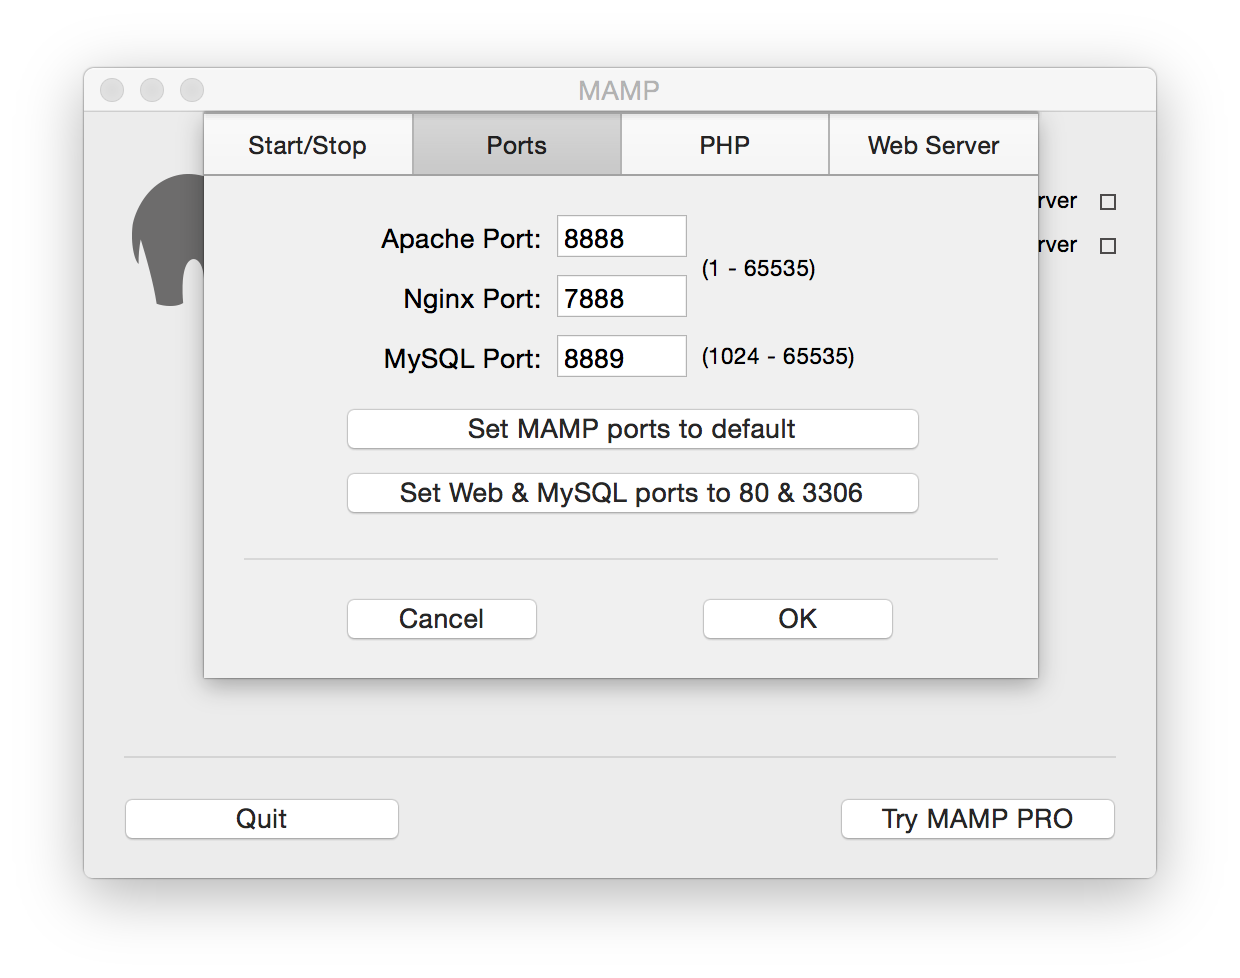 MAMP
Start/Stop Ports PHP Web Server
rver
rver
Apache Port: 8888
(1 - 65535)
Nginx Port: 7888
MySQL Port: 8889 (1024 - 65535)
Set MAMP ports to default
Set Web & MySQL ports to 80 & 3306
Cancel OK
Quit Try MAMP PRO